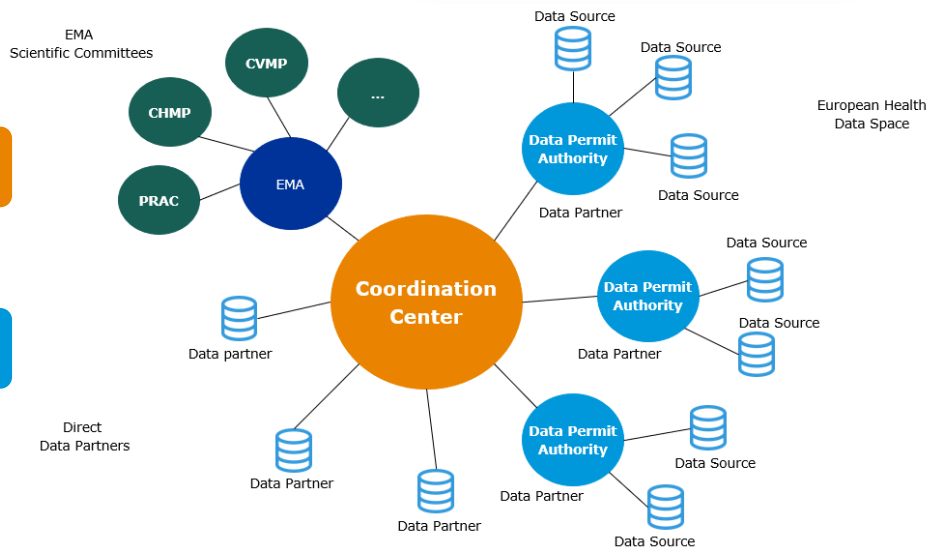 EMA
Scientific Committees
CVMP
...
CHMP
PRAC
EMA
Data Source
Data Source
Data Permit
Authority
Data Source
Data Partner
European Health
Data Space
Coordination
Center
Data Source
Data Permit
Authority
Data Source
Data Partner
Data partner
Direct
Data Partners
Data Partner
Data Partner
Data Permit
Authority
Data Source
Data Partner
Data Source